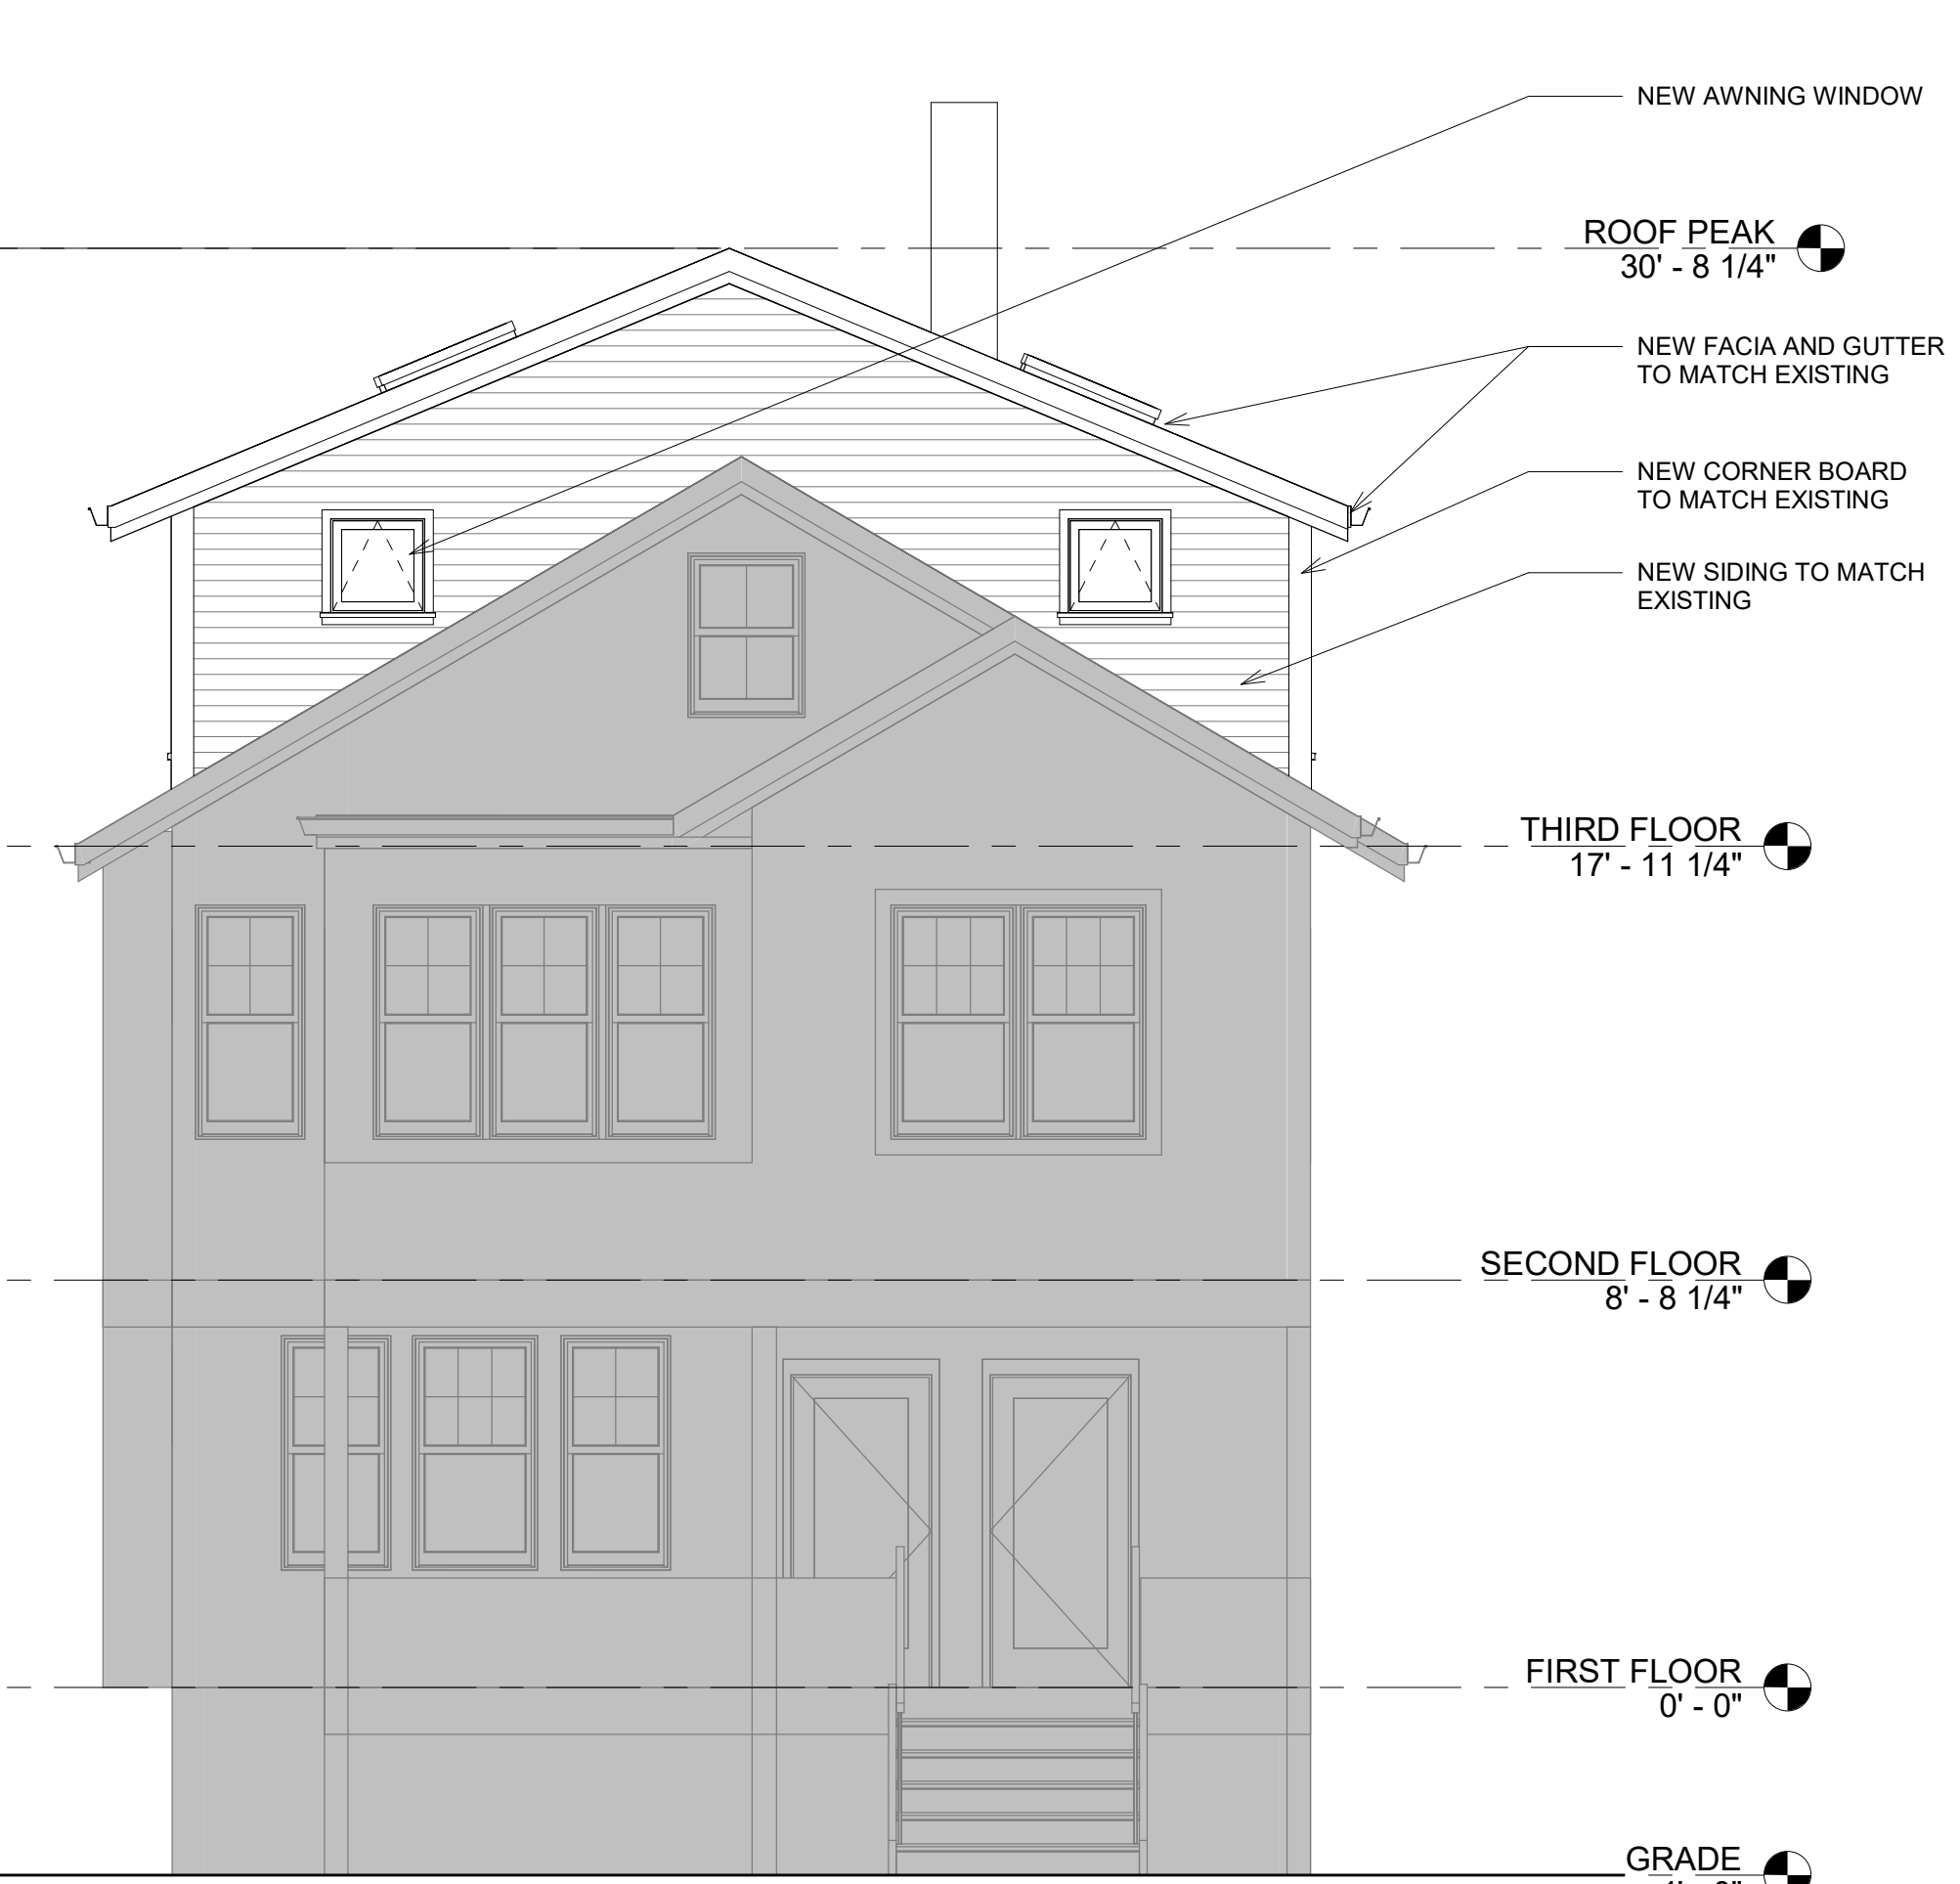 NEW AWNING WINDOW
ROOF PEAK
30' - 8 1/4"
NEW FACIA AND GUTTER
TO MATCH EXISTING
NEW CORNER BOARD
TO MATCH EXISTING
NEW SIDING TO MATCH
EXISTING
THIRD FLOOR
17' - 11 1/4"
SECOND FLOOR
8' - 8 1/4"
FIRST FLOOR
0' - 0"
GRADE